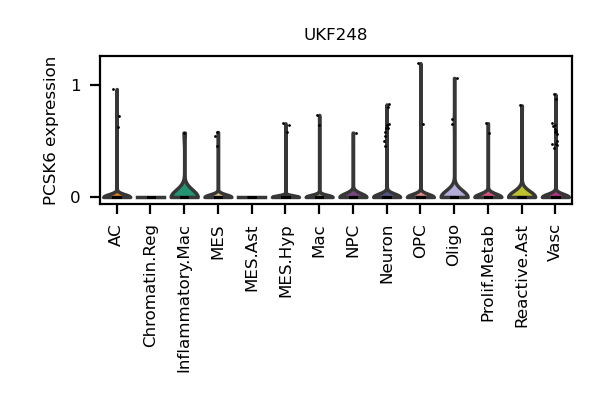 UKF248
PCSK6 expression
1
0
AC
Chromatin.Reg
Inflammatory.Mac
MES
MES.Ast
MES.Hyp
Mac
NPC
Neuron
OPC
Oligo
Prolif.Metab
Reactive.Ast
Vasc